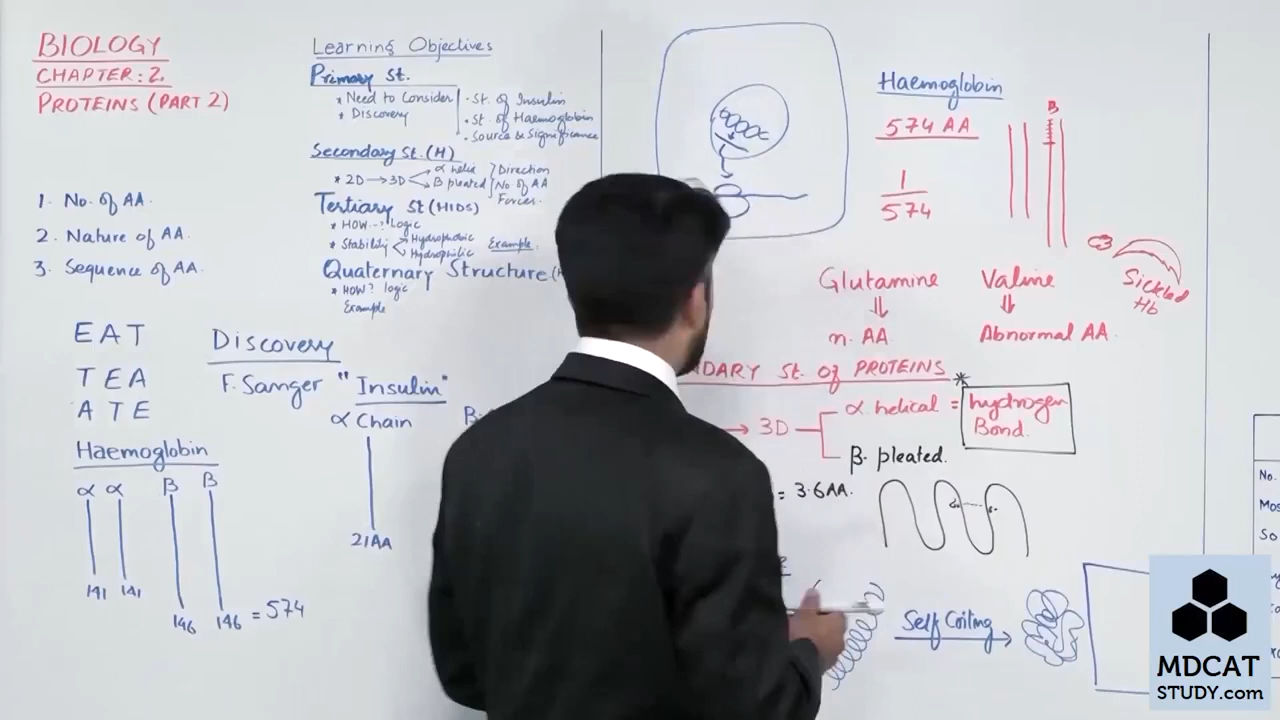 BIOLOGY
CHAPTER: 2.
PROTEINS (PART 2)
1. No. of AA.
2. Nature of AA.
3. Sequence of AA.
EAT
TEA
ATE
Haemoglobin
α α β β
141 141 146 146 = 574
Learning Objectives
Primary St.
* Need to Consider
* Discovery
• St. of Insulin
• St. of Haemoglobin
• Source & Significance
Secondary St. (H)
* 2D → 3D
α helix
β pleated
Direction
No of AA
Forces.
Tertiary St (HIDS)
* HOW -? Logic
* Stability
Hydrophobic
Hydrophilic
Example.
Quaternary Structure (
* HOW? logic
Example
Discovery
F. Sanger "Insulin"
α Chain
21AA
Haemoglobin
574 AA
1/574
β
Glutamine
⇓
n. AA
Valine
⇓
Abnormal AA.
Sickled
Hb
NDARY St. of PROTEINS
→ 3D
α helical = hydrogen
Bond.
*
β. pleated.
= 3.6AA.
Self Coiling
No.
Mos
So
MDCAT
STUDY.com